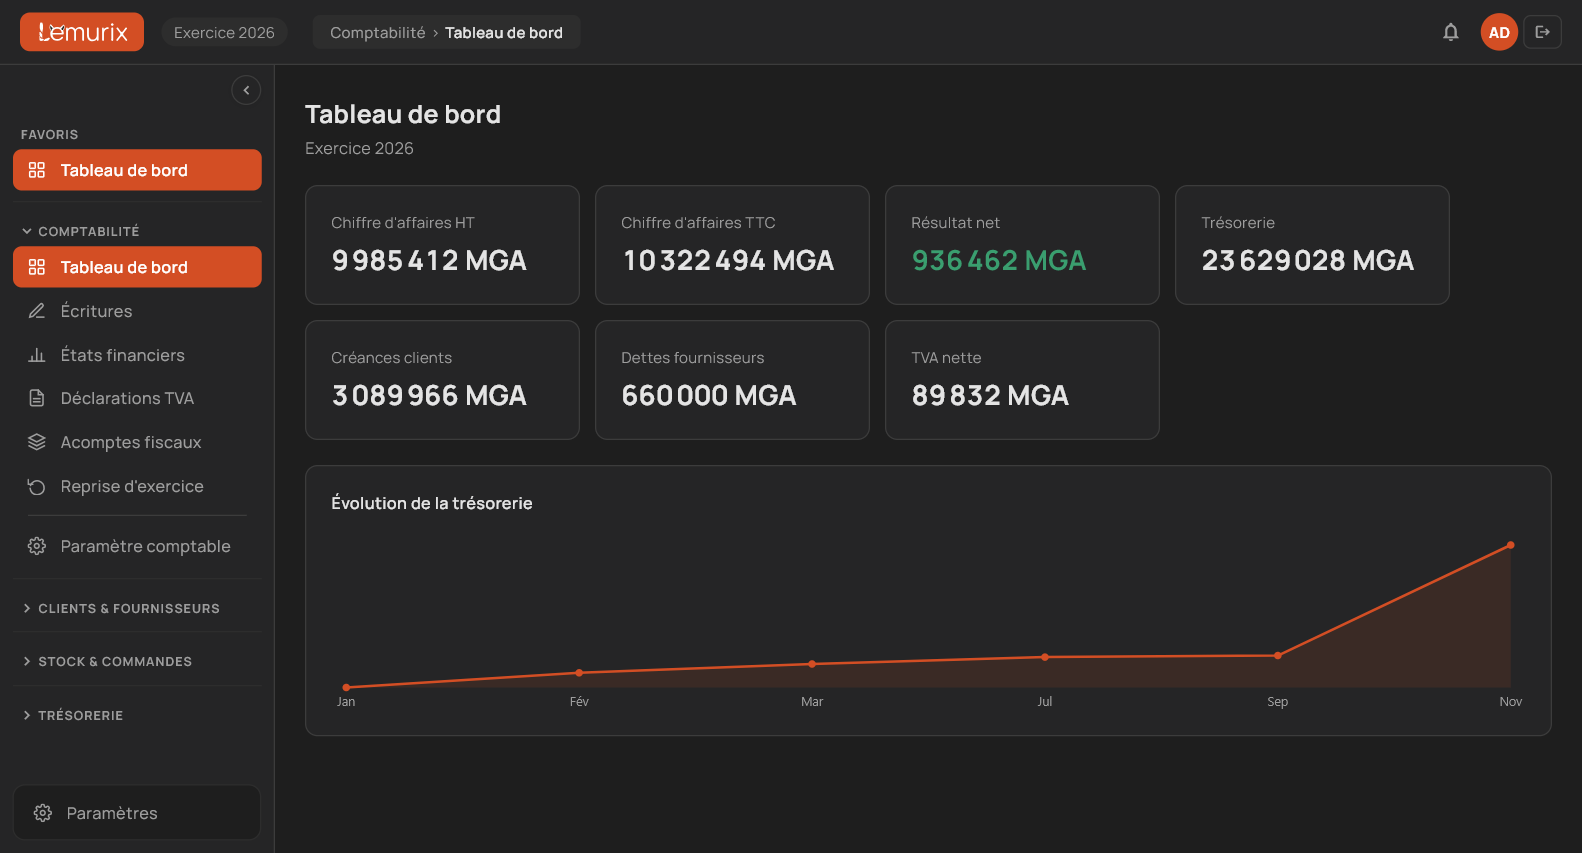 Lemurix
Exercice 2026
Comptabilité › Tableau de bord
AD
FAVORIS
Tableau de bord
COMPTABILITÉ
Tableau de bord
Écritures
États financiers
Déclarations TVA
Acomptes fiscaux
Reprise d'exercice
Paramètre comptable
CLIENTS & FOURNISSEURS
STOCK & COMMANDES
TRÉSORERIE
Paramètres
Tableau de bord
Exercice 2026
Chiffre d'affaires HT
9 985 412 MGA
Chiffre d'affaires TTC
10 322 494 MGA
Résultat net
936 462 MGA
Trésorerie
23 629 028 MGA
Créances clients
3 089 966 MGA
Dettes fournisseurs
660 000 MGA
TVA nette
89 832 MGA
Évolution de la trésorerie
Jan Fév Mar Jul Sep Nov